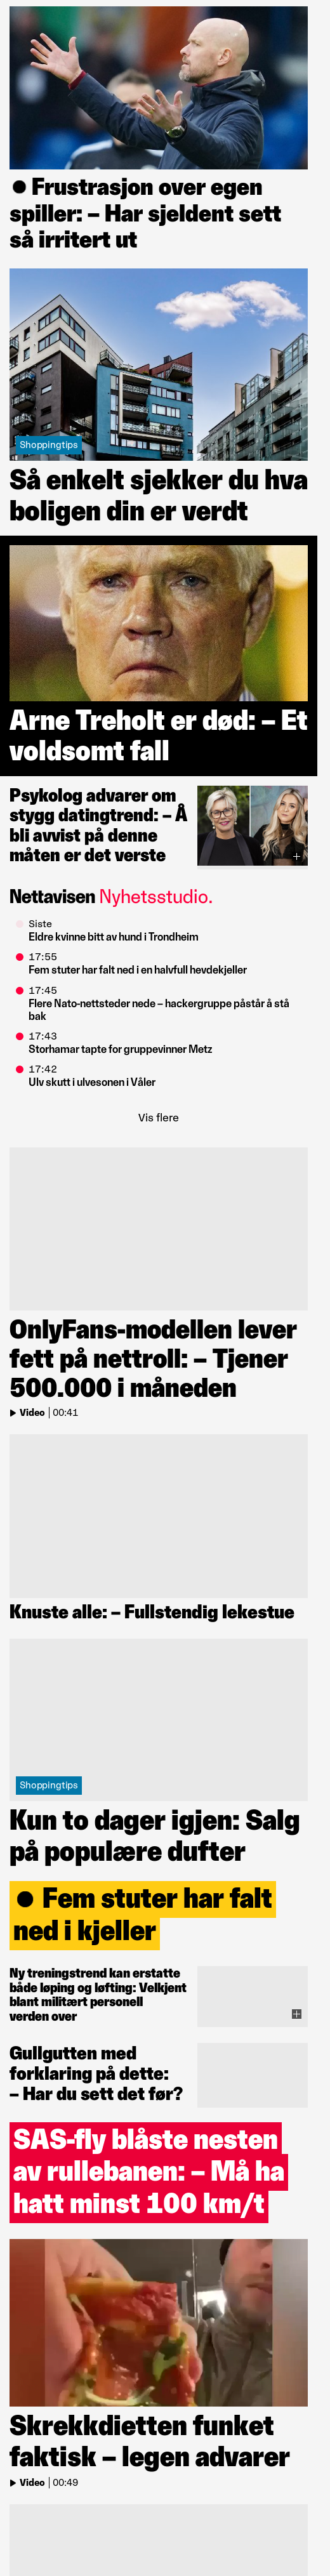 ● Frustrasjon over egen
spiller: – Har sjeldent sett
så irritert ut
Shoppingtips
Så enkelt sjekker du hva
boligen din er verdt
Arne Treholt er død: – Et
voldsomt fall
Psykolog advarer om
stygg datingtrend: – Å
bli avvist på denne
måten er det verste
Nettavisen Nyhetsstudio.
Siste
Eldre kvinne bitt av hund i Trondheim
17:55
Fem stuter har falt ned i en halvfull hevdekjeller
17:45
Flere Nato-nettsteder nede – hackergruppe påstår å stå
bak
17:43
Storhamar tapte for gruppevinner Metz
17:42
Ulv skutt i ulvesonen i Våler
Vis flere
OnlyFans-modellen lever
fett på nettroll: – Tjener
500.000 i måneden
Video | 00:41
Knuste alle: – Fullstendig lekestue
Shoppingtips
Kun to dager igjen: Salg
på populære dufter
● Fem stuter har falt
ned i kjeller
Ny treningstrend kan erstatte
både løping og løfting: Velkjent
blant militært personell
verden over
Gullgutten med
forklaring på dette:
– Har du sett det før?
SAS-fly blåste nesten
av rullebanen: – Må ha
hatt minst 100 km/t
Skrekkdietten funket
faktisk – legen advarer
Video | 00:49